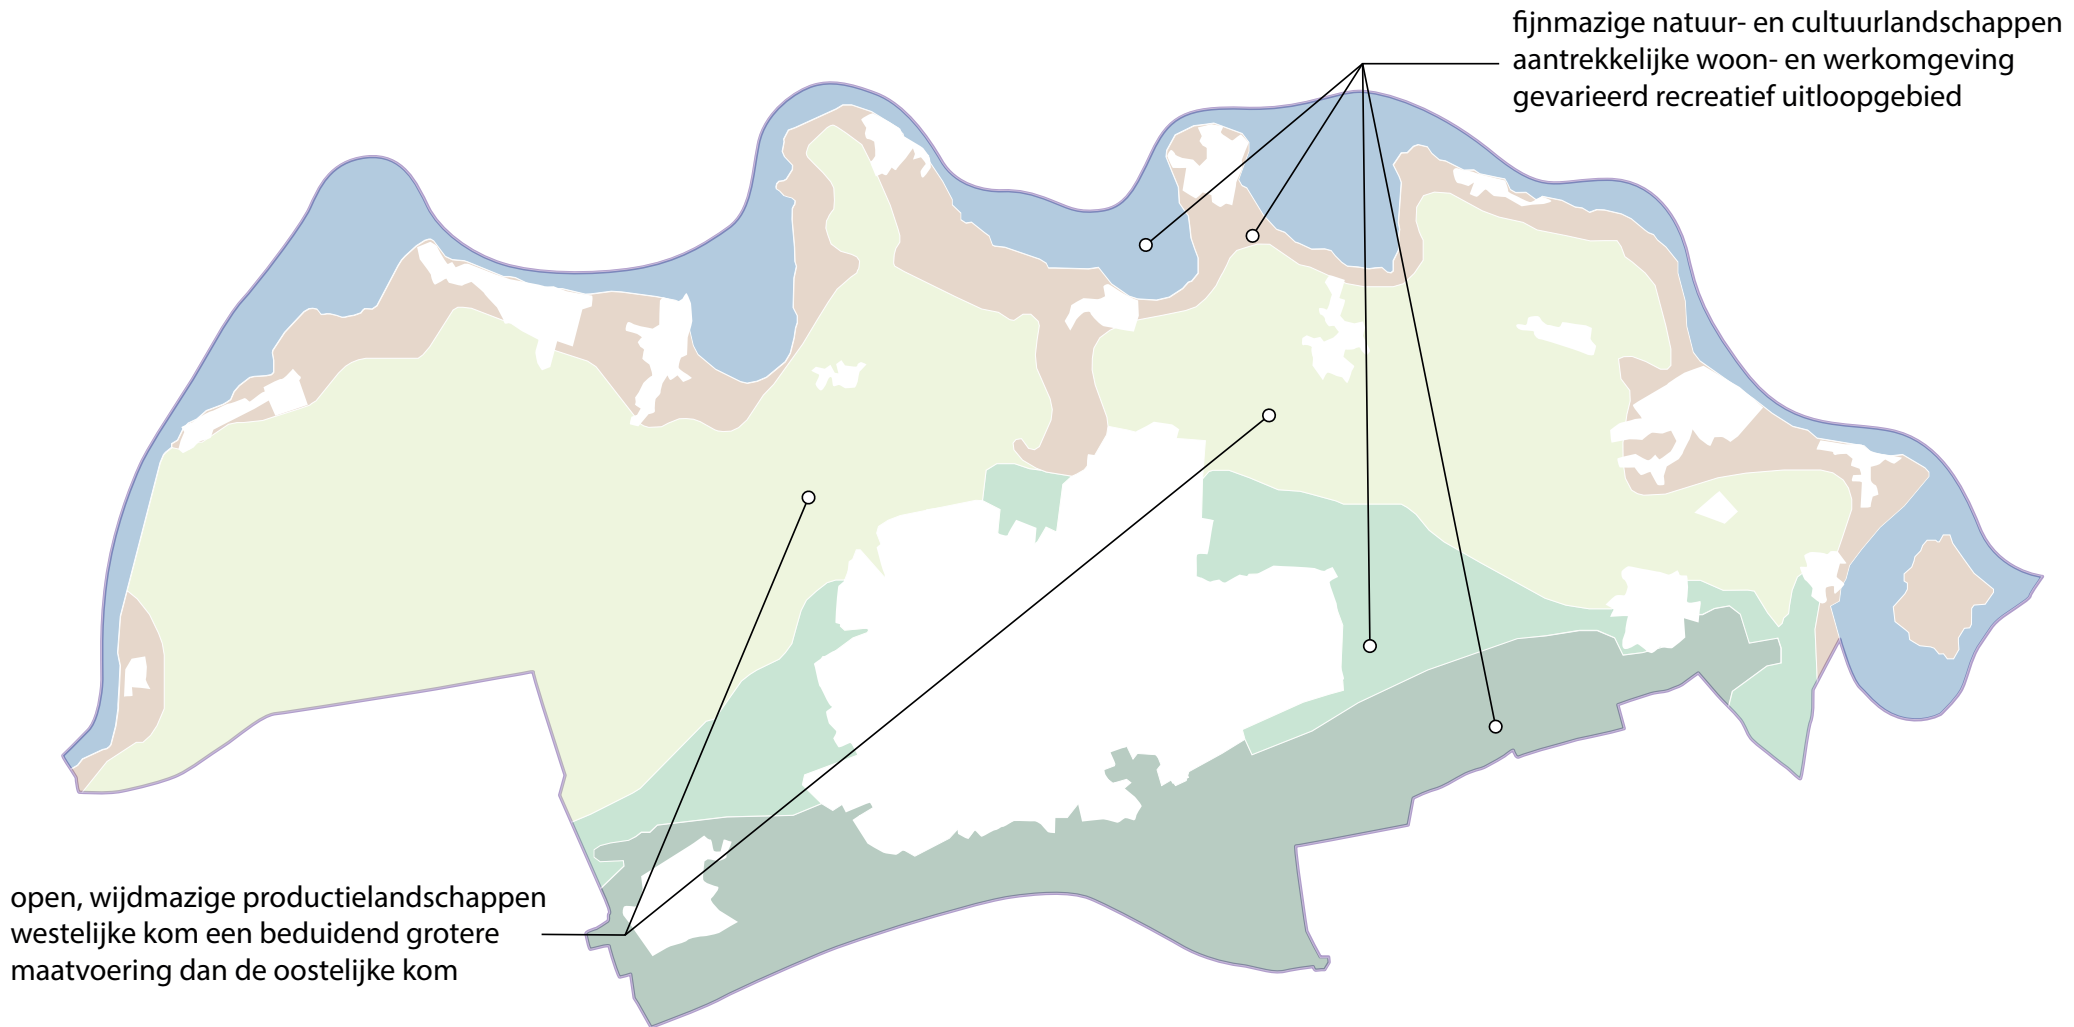 fijnmazige natuur- en cultuurlandschappen
aantrekkelijke woon- en werkomgeving
gevarieerd recreatief uitloopgebied
open, wijdmazige productielandschappen
westelijke kom een beduidend grotere
maatvoering dan de oostelijke kom